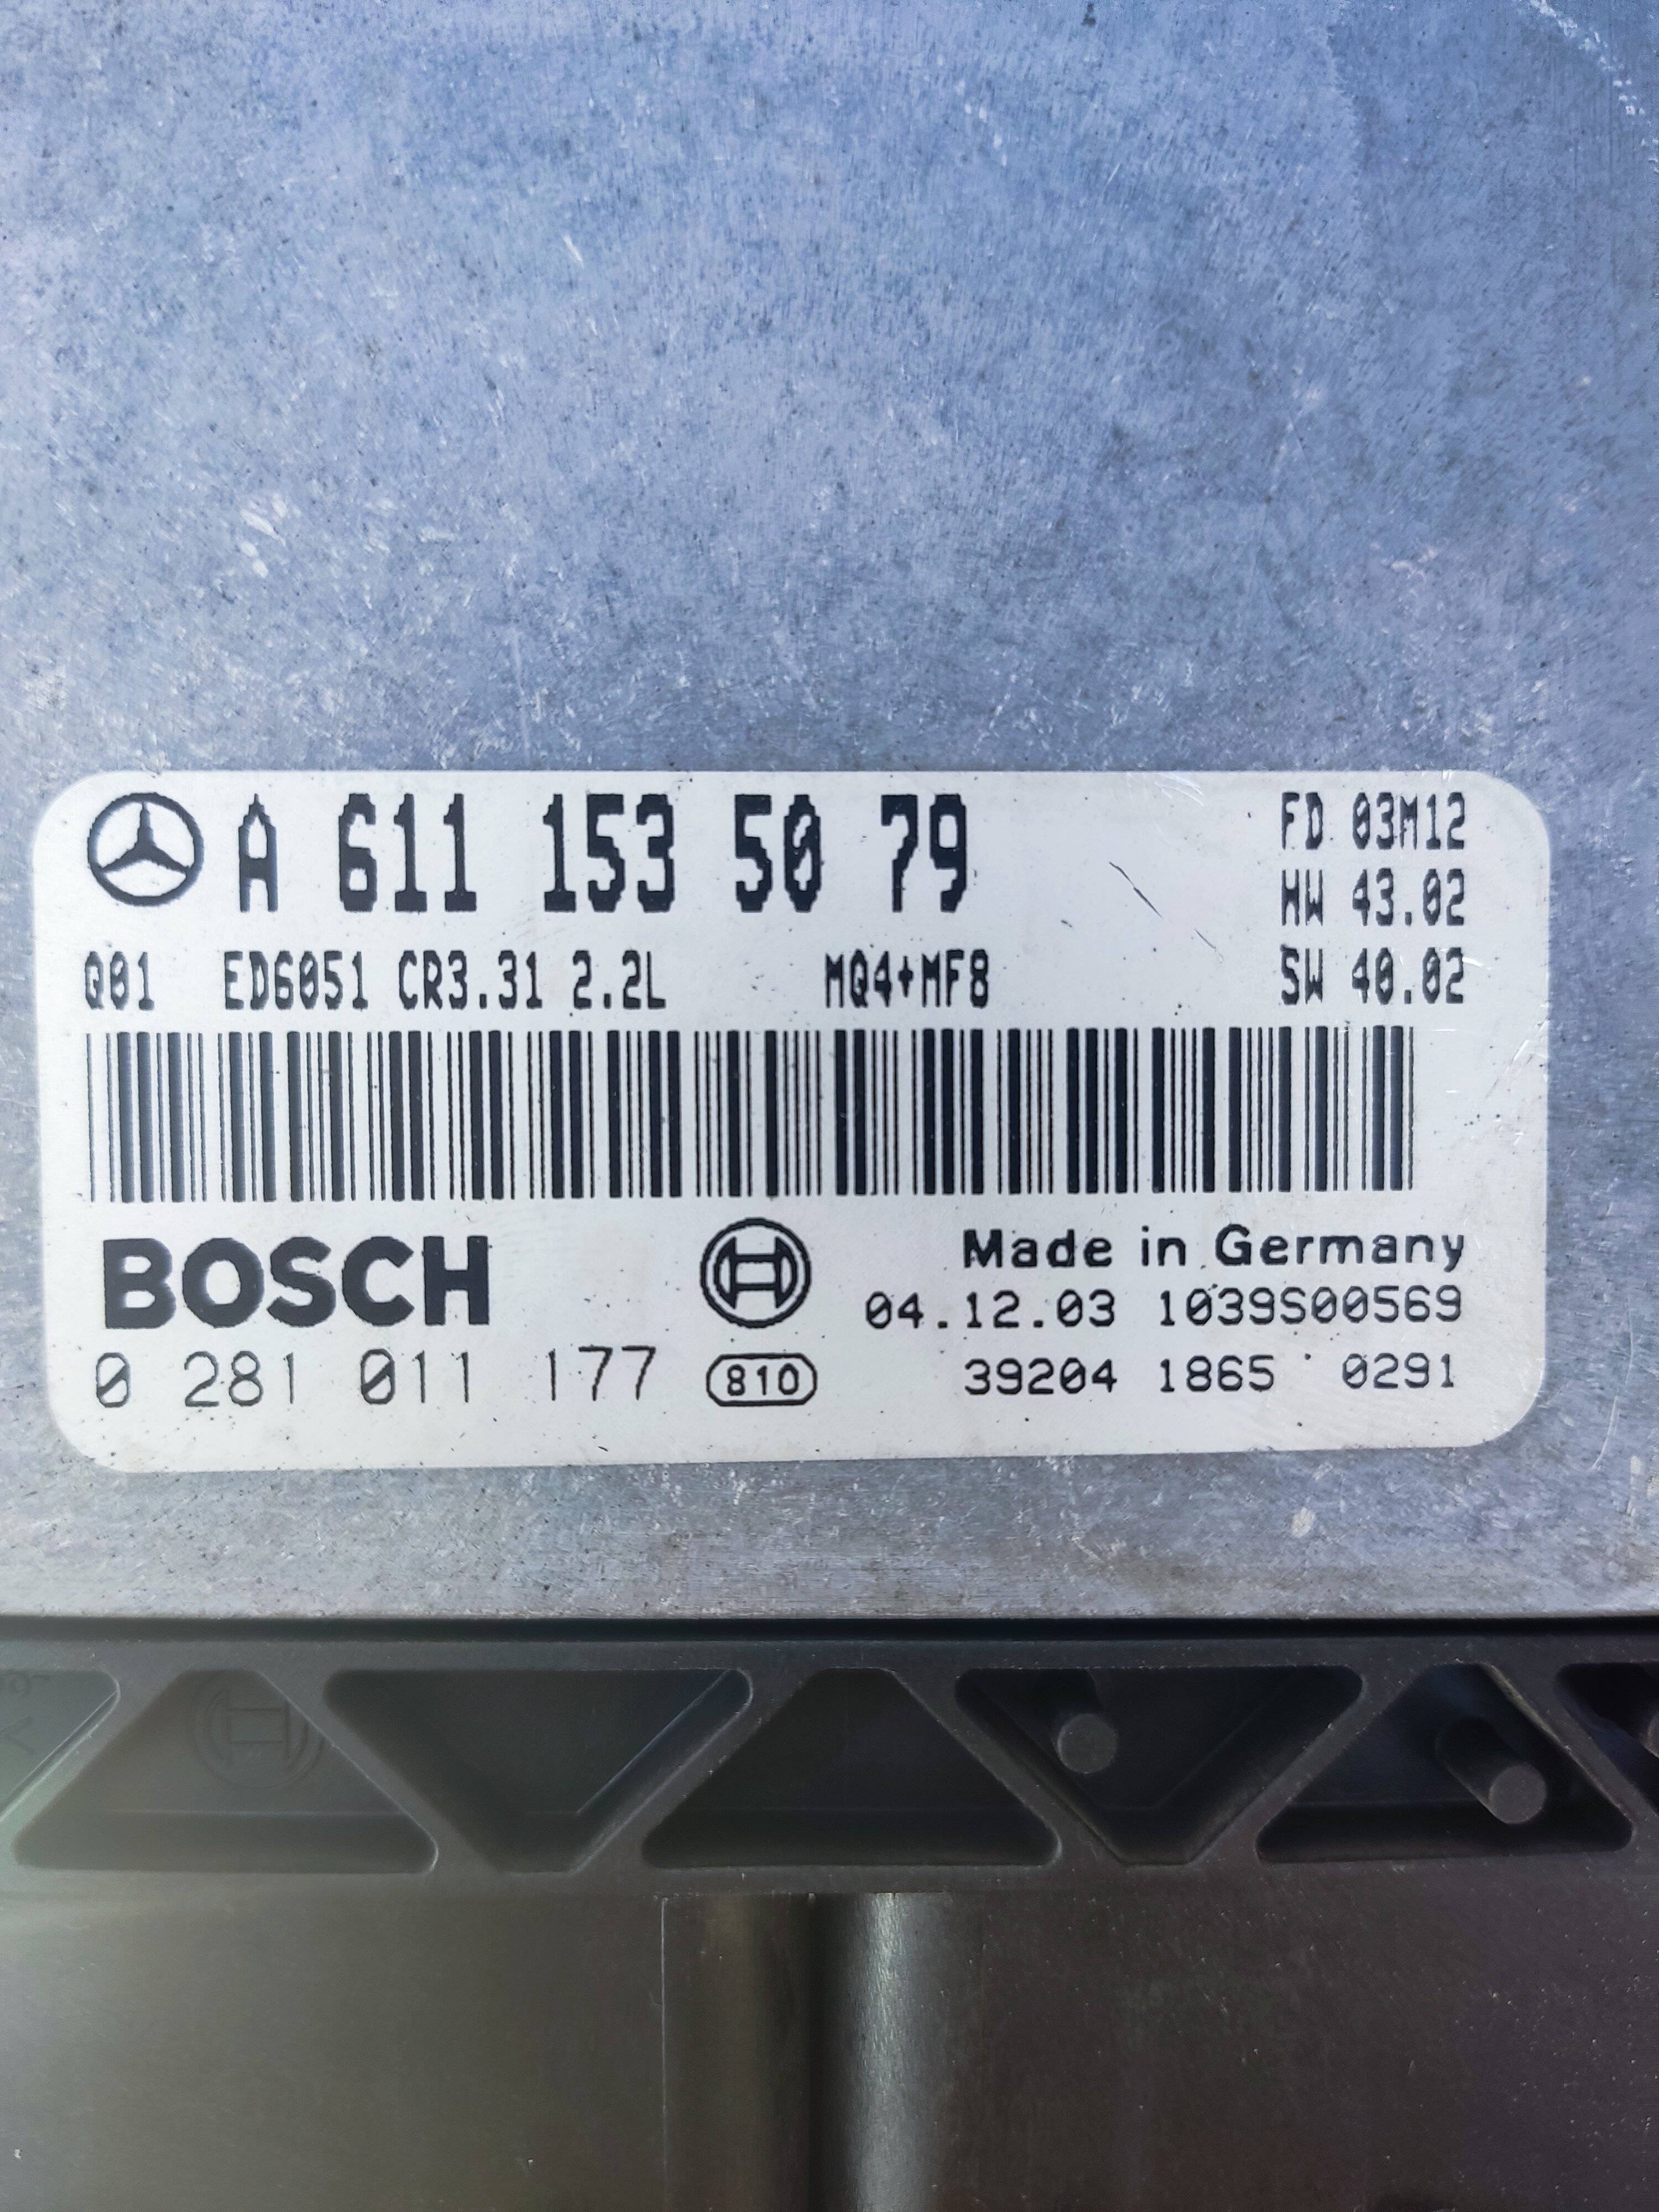 A 611 153 50 79
FD 03M12
HW 43.02
Q01 ED6051 CR3.31 2.2L MQ4+MF8
SW 40.02
BOSCH
Made in Germany
04.12.03 1039S00569
0 281 011 177
810
39204 1865 0291